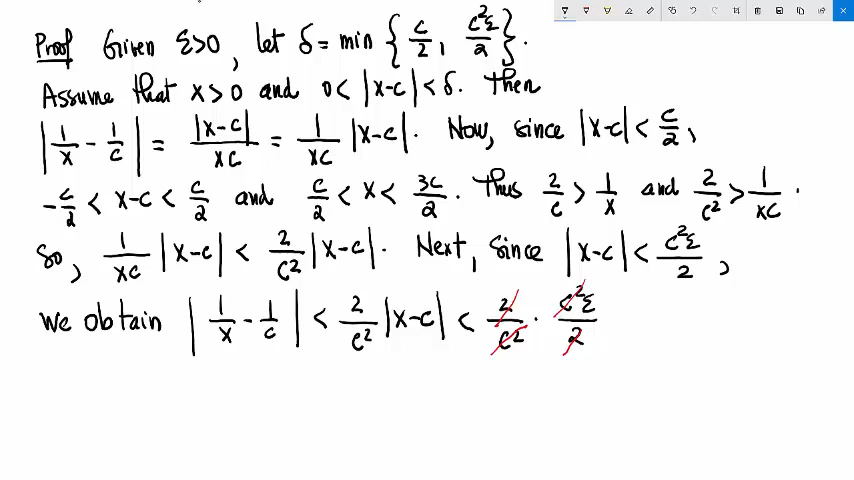 Proof Given ε>0, let δ = min {c/2, c²ε/2}.
Assume that x>0 and 0< |x-c| < δ. Then
|1/x - 1/c| = |x-c|/xc = 1/xc |x-c|. Now, since |x-c| < c/2,
-c/2 < x-c < c/2 and c/2 < x < 3c/2. Thus 2/c > 1/x and 2/c² > 1/xc.
So, 1/xc |x-c| < 2/c² |x-c|. Next, since |x-c| < c²ε/2,
we obtain |1/x - 1/c| < 2/c² |x-c| < 2/c² · c²ε/2